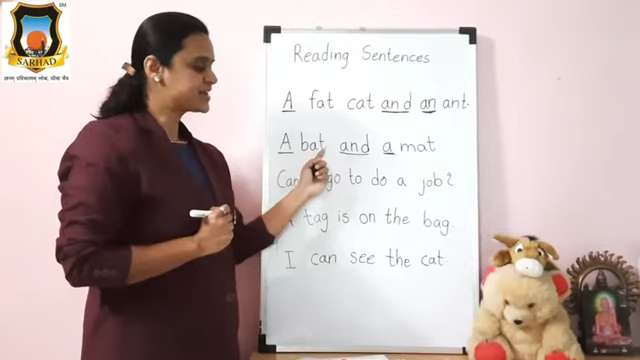 SARHAD
Reading Sentences
A fat cat and an ant.
A bat and a mat
Can go to do a job?
tag is on the bag.
I can see the cat